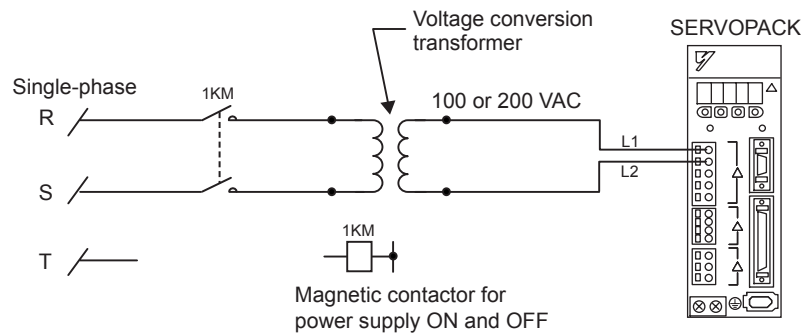 Voltage conversion
transformer
SERVOPACK
Single-phase
1KM
100 or 200 VAC
R
L1
L2
S
1KM
T
Magnetic contactor for
power supply ON and OFF